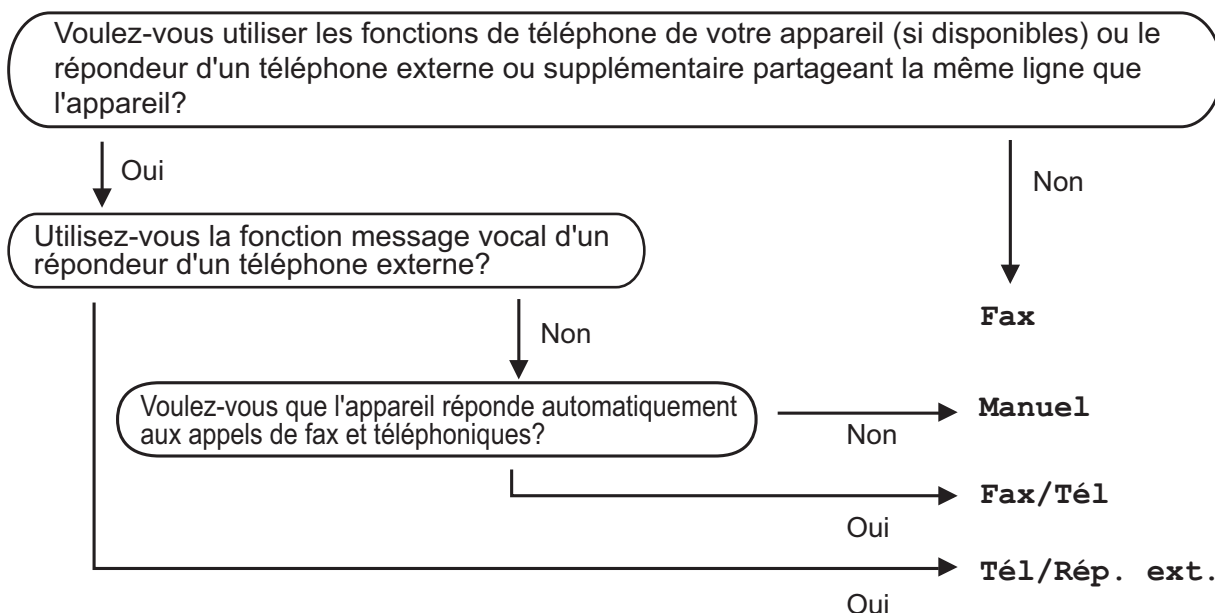 Voulez-vous utiliser les fonctions de téléphone de votre appareil (si disponibles) ou le
répondeur d'un téléphone externe ou supplémentaire partageant la même ligne que
l'appareil?
Oui
Non
Utilisez-vous la fonction message vocal d'un
répondeur d'un téléphone externe?
Fax
Non
Voulez-vous que l'appareil réponde automatiquement
aux appels de fax et téléphoniques?
Manuel
Non
Fax/Tél
Oui
Tél/Rép. ext.
Oui